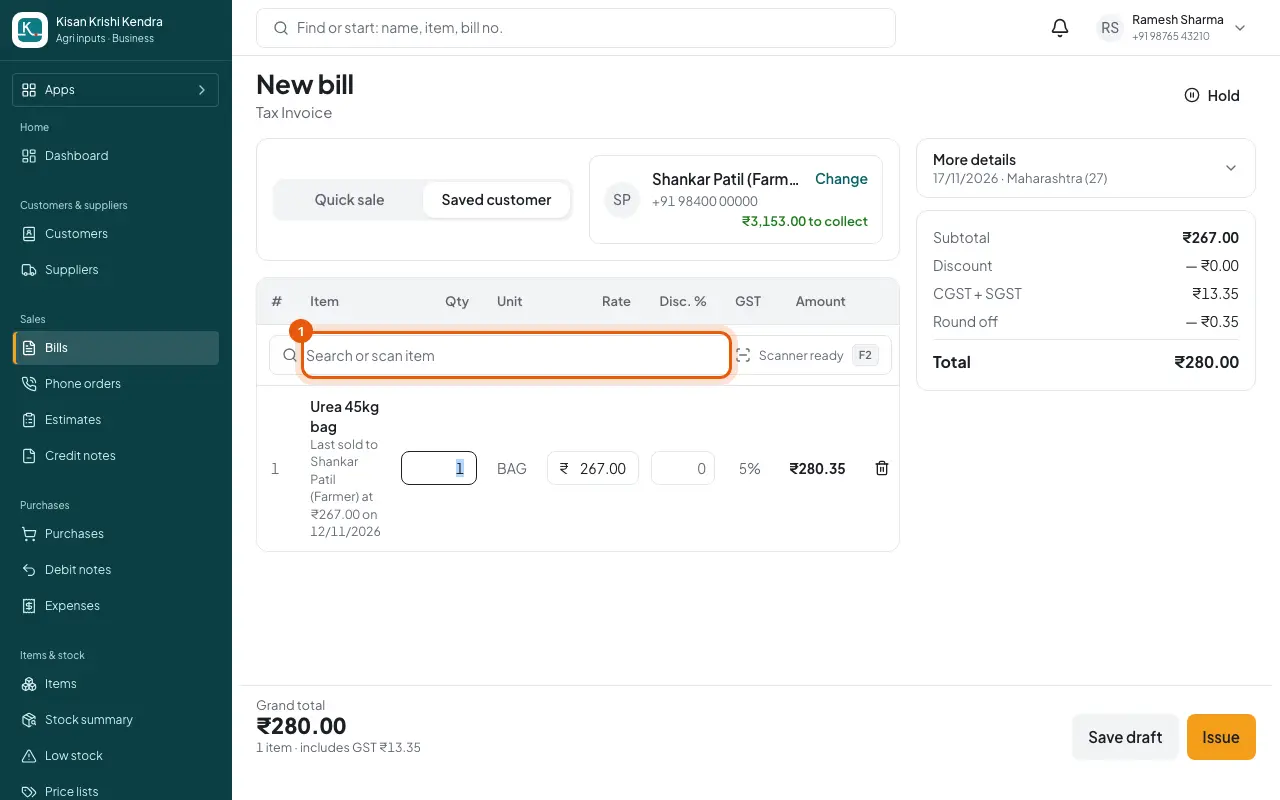 Kisan Krishi Kendra
Agri inputs · Business
Apps
Home
Dashboard
Customers & suppliers
Customers
Suppliers
Sales
Bills
Phone orders
Estimates
Credit notes
Purchases
Purchases
Debit notes
Expenses
Items & stock
Items
Stock summary
Low stock
Price lists
Find or start: name, item, bill no.
RS
Ramesh Sharma
+91 98765 43210
New bill
Tax Invoice
Hold
Quick sale
Saved customer
SP
Shankar Patil (Farm...
Change
+91 98400 00000
₹3,153.00 to collect
# Item Qty Unit Rate Disc. % GST Amount
1
Search or scan item
Scanner ready F2
Urea 45kg
bag
Last sold to
Shankar
Patil
(Farmer) at
₹267.00 on
12/11/2026
1 1 BAG ₹ 267.00 0 5% ₹280.35
More details
17/11/2026 · Maharashtra (27)
Subtotal ₹267.00
Discount — ₹0.00
CGST + SGST ₹13.35
Round off — ₹0.35
Total ₹280.00
Grand total
₹280.00
1 item · includes GST ₹13.35
Save draft
Issue